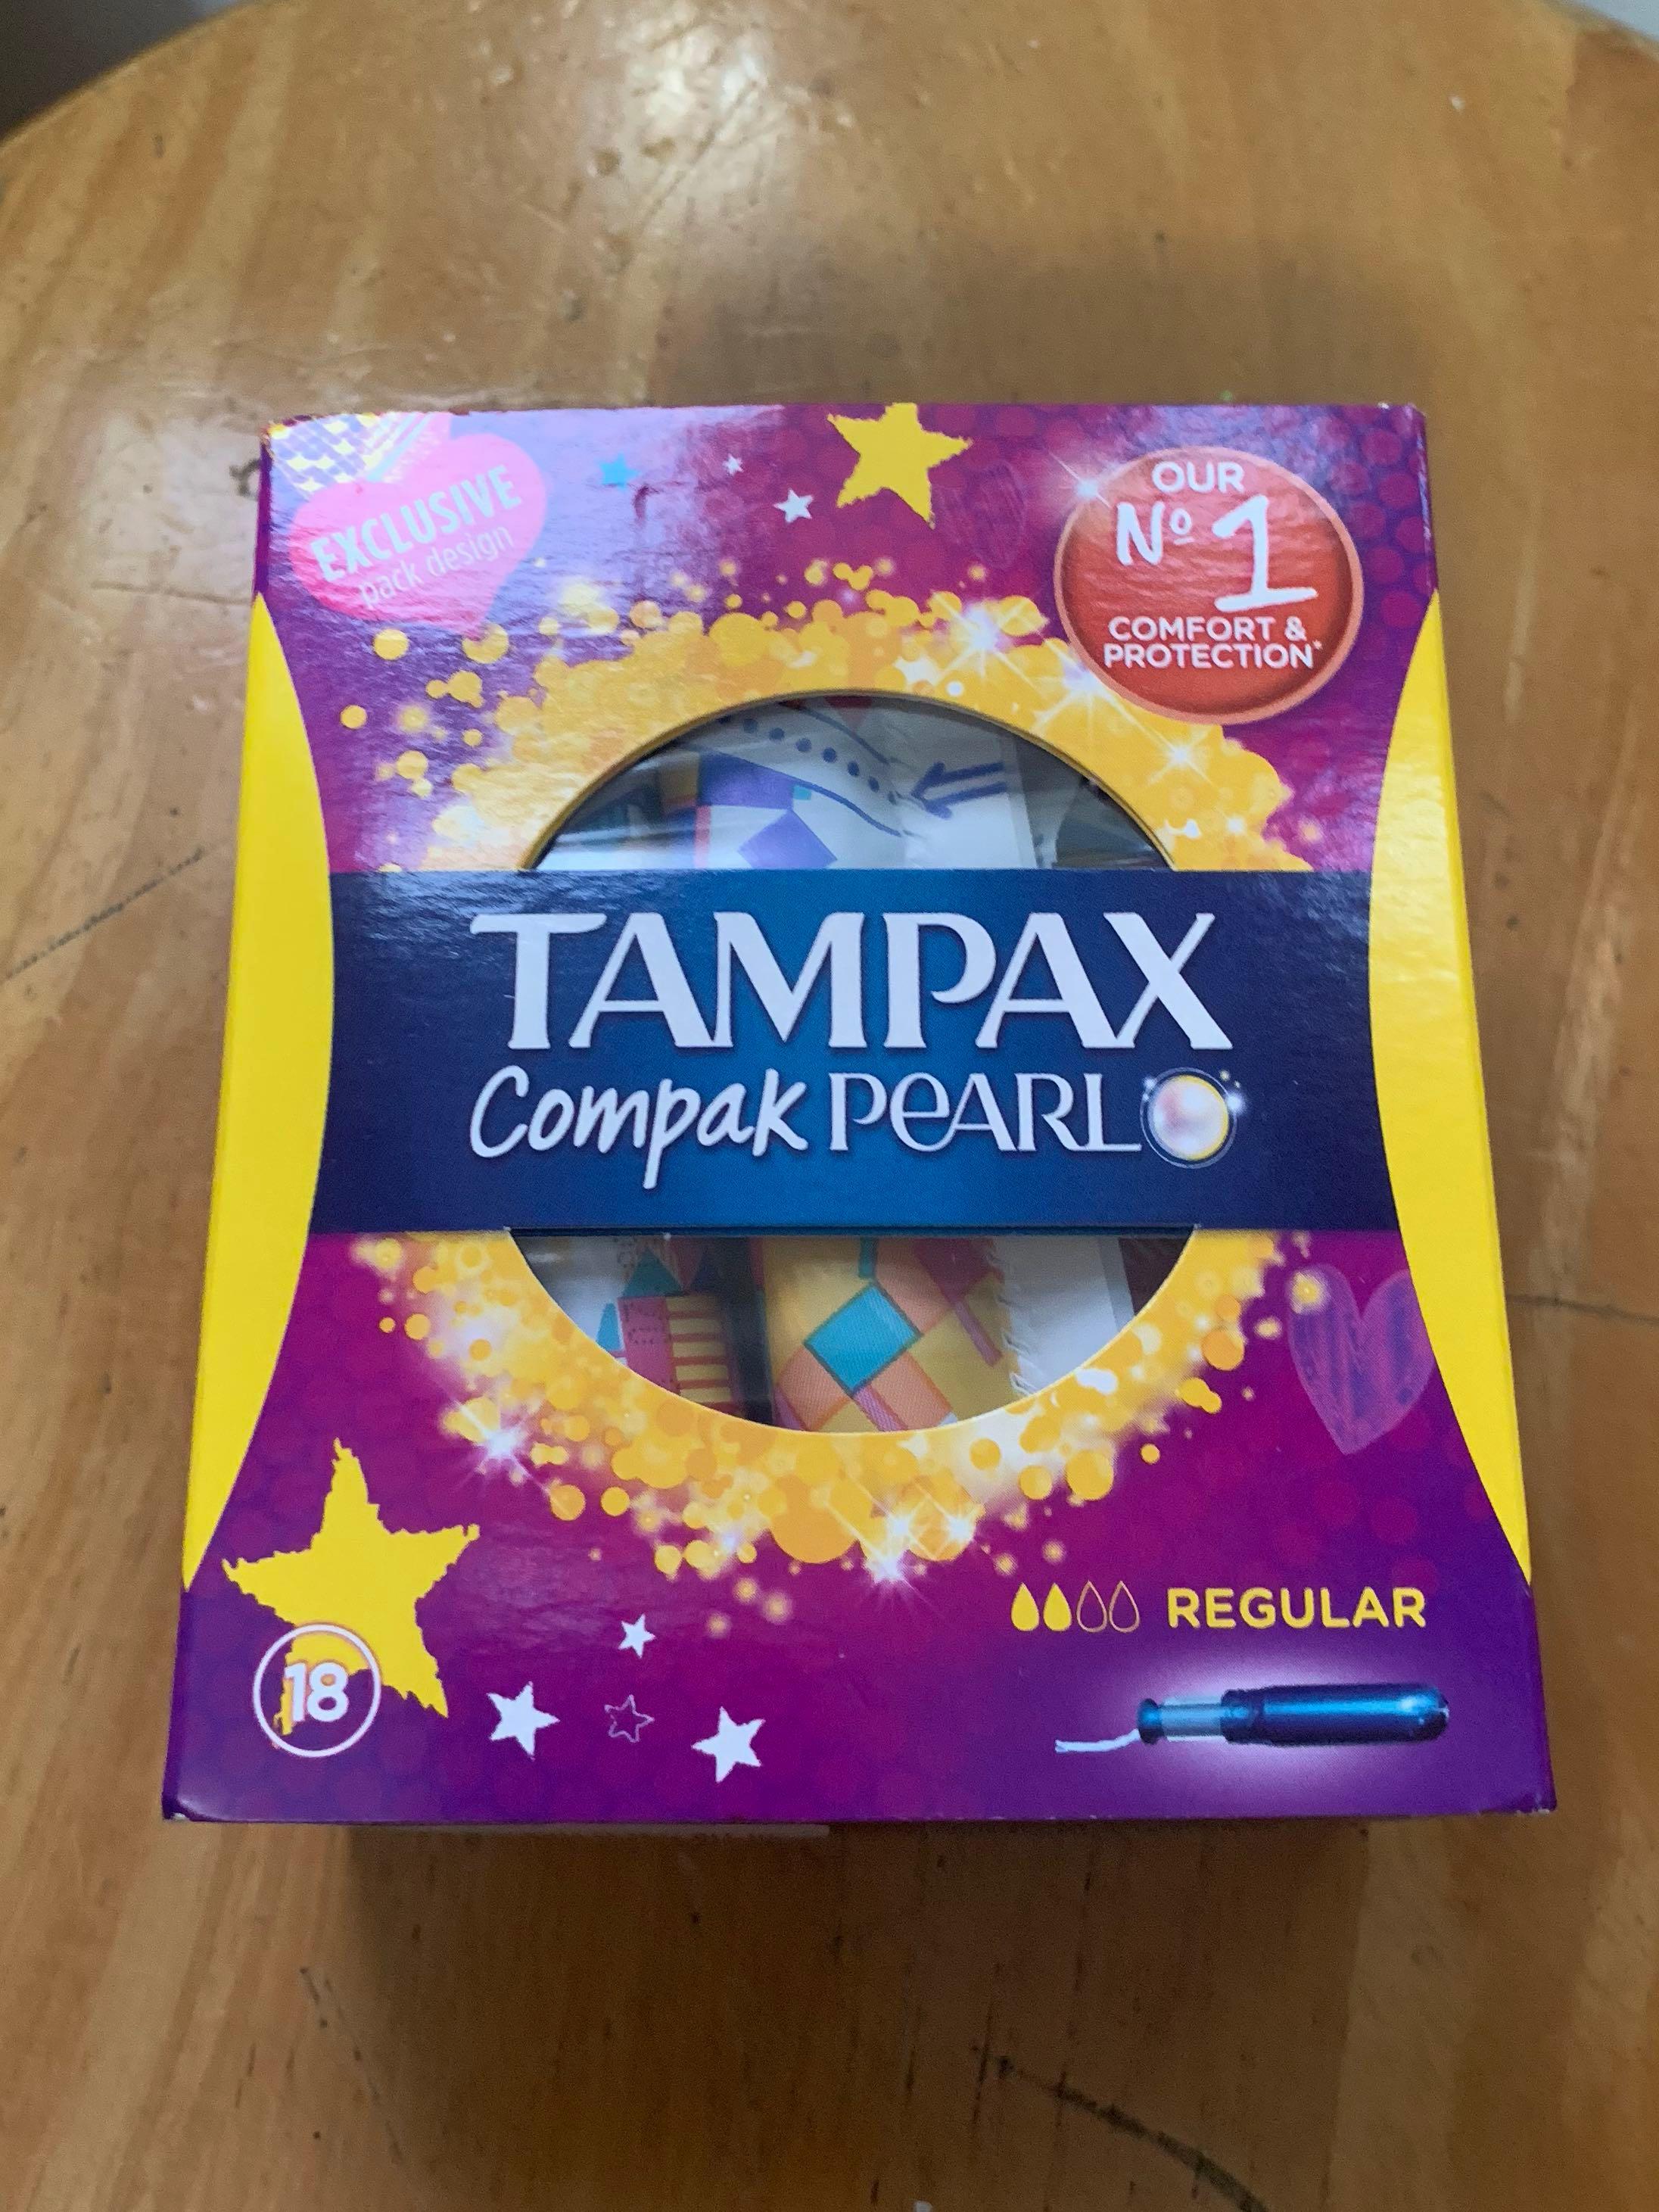 EXCLUSIVE
pack design
OUR
Nº 1
COMFORT &
PROTECTION*
TAMPAX
Compak PEARL
REGULAR
18